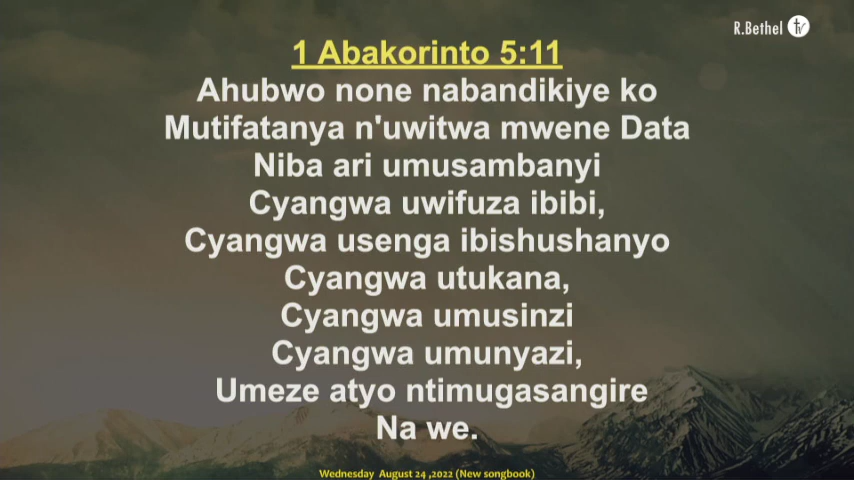 R.Bethel tv
1 Abakorinto 5:11
Ahubwo none nabandikiye ko
Mutifatanya n'uwitwa mwene Data
Niba ari umusambanyi
Cyangwa uwifuza ibibi,
Cyangwa usenga ibishushanyo
Cyangwa utukana,
Cyangwa umusinzi
Cyangwa umunyazi,
Umeze atyo ntimugasangire
Na we.
Wednesday August 24 ,2022 (New songbook)